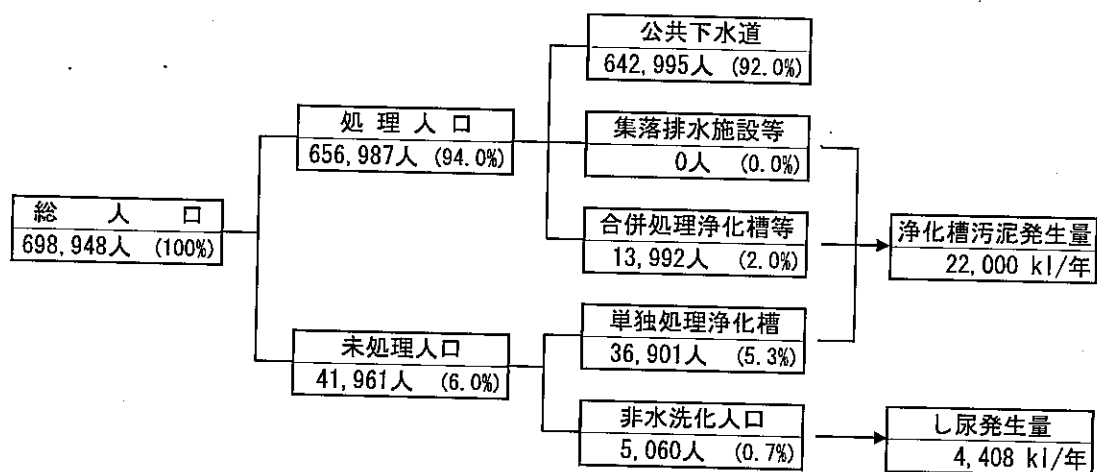 公共下水道
642,995人 (92.0%)
処理人口
656,987人 (94.0%)
集落排水施設等
0人 (0.0%)
総人口
698,948人 (100%)
合併処理浄化槽等
13,992人 (2.0%)
浄化槽汚泥発生量
22,000 kl/年
未処理人口
41,961人 (6.0%)
単独処理浄化槽
36,901人 (5.3%)
非水洗化人口
5,060人 (0.7%)
し尿発生量
4,408 kl/年